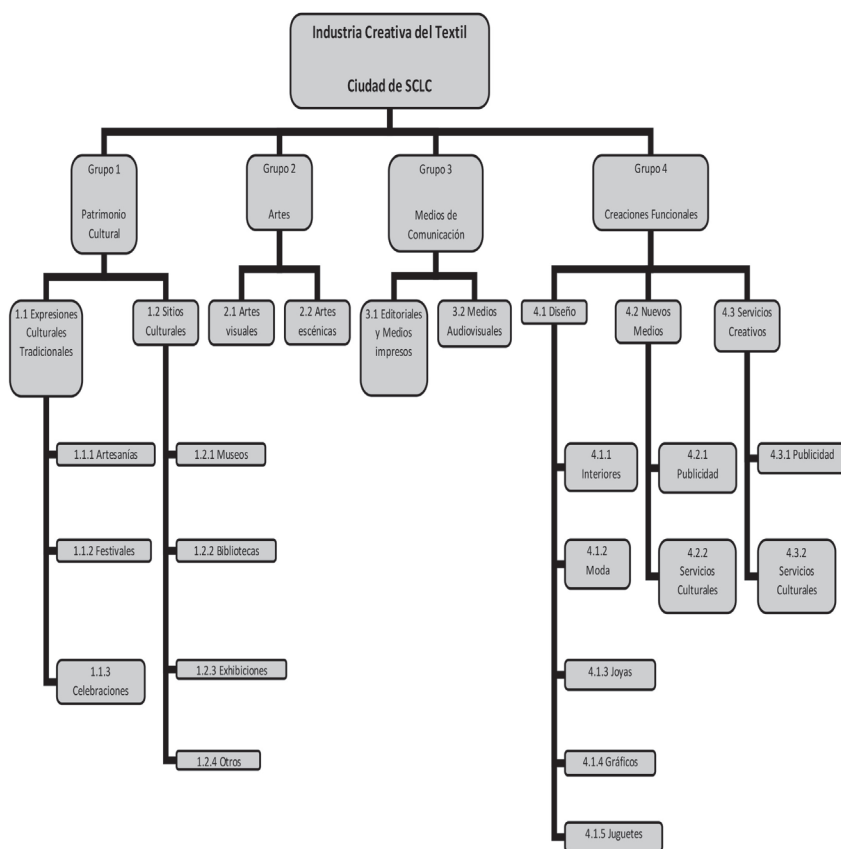 Industria Creativa del Textil
Ciudad de SCLC
Grupo 1
Patrimonio
Cultural
Grupo 2
Artes
Grupo 3
Medios de
Comunicación
Grupo 4
Creaciones Funcionales
1.1 Expresiones
Culturales
Tradicionales
1.2 Sitios
Culturales
2.1 Artes
visuales
2.2 Artes
escénicas
3.1 Editoriales
y Medios
impresos
3.2 Medios
Audiovisuales
4.1 Diseño
4.2 Nuevos
Medios
4.3 Servicios
Creativos
1.1.1 Artesanías
1.1.2 Festivales
1.1.3
Celebraciones
1.2.1 Museos
1.2.2 Bibliotecas
1.2.3 Exhibiciones
1.2.4 Otros
4.1.1
Interiores
4.1.2
Moda
4.1.3 Joyas
4.1.4 Gráficos
4.1.5 Juguetes
4.2.1
Publicidad
4.2.2
Servicios
Culturales
4.3.1 Publicidad
4.3.2
Servicios
Culturales